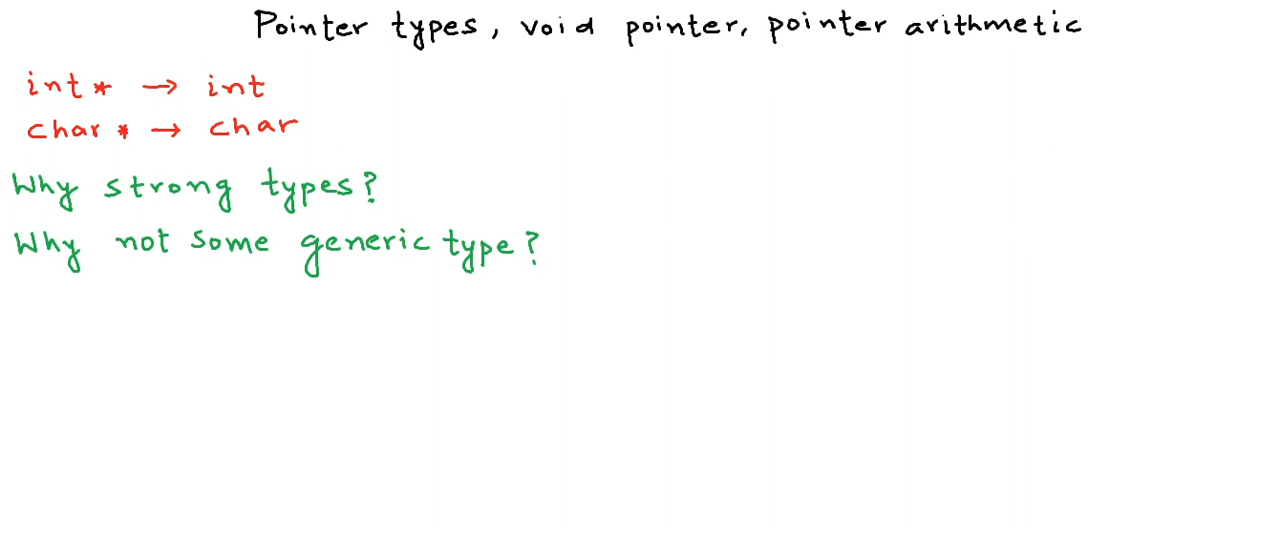 Pointer types, void pointer, pointer arithmetic
int* → int
char* → char
Why strong types?
Why not some generic type?